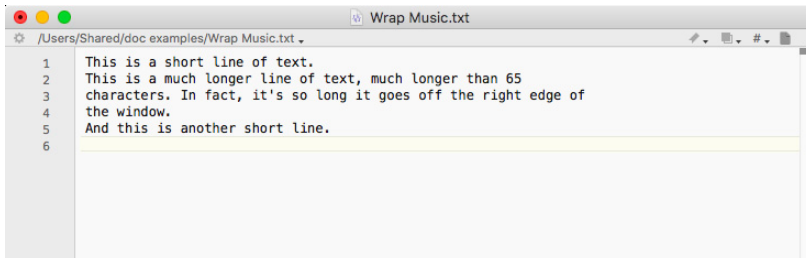 Wrap Music.txt
/Users/Shared/doc examples/Wrap Music.txt
#
1 This is a short line of text.
2 This is a much longer line of text, much longer than 65
3 characters. In fact, it's so long it goes off the right edge of
4 the window.
5 And this is another short line.
6